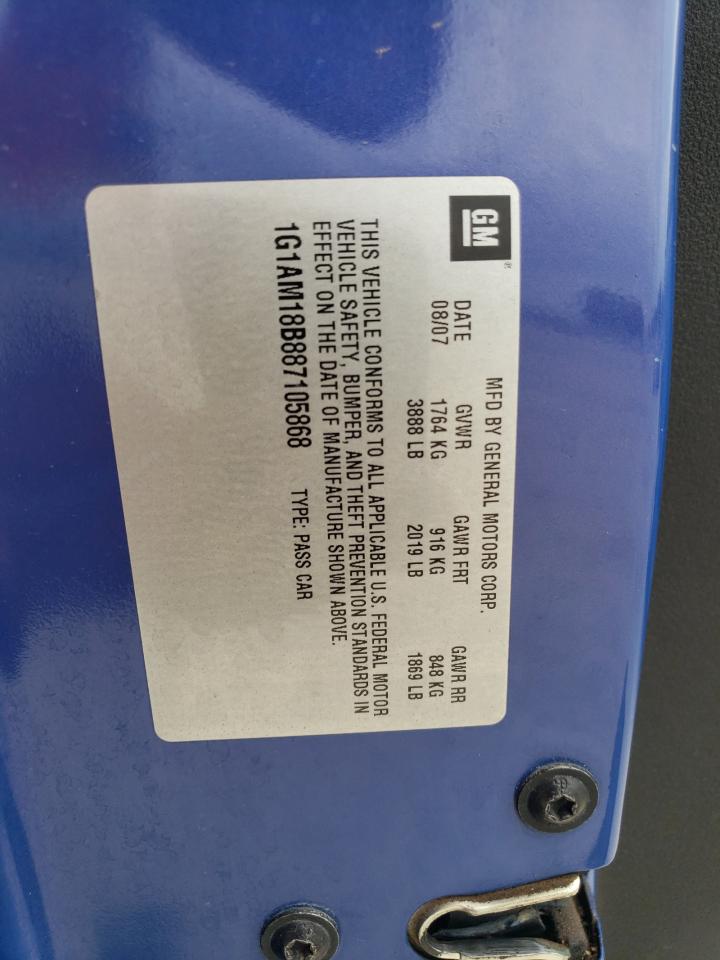 GM®
MFD BY GENERAL MOTORS CORP.
DATE GVWR GAWR FRT GAWR RR
08/07 1764 KG 916 KG 848 KG
3888 LB 2019 LB 1869 LB
THIS VEHICLE CONFORMS TO ALL APPLICABLE U.S. FEDERAL MOTOR
VEHICLE SAFETY, BUMPER, AND THEFT PREVENTION STANDARDS IN
EFFECT ON THE DATE OF MANUFACTURE SHOWN ABOVE.
1G1AM18B887105868 TYPE: PASS CAR